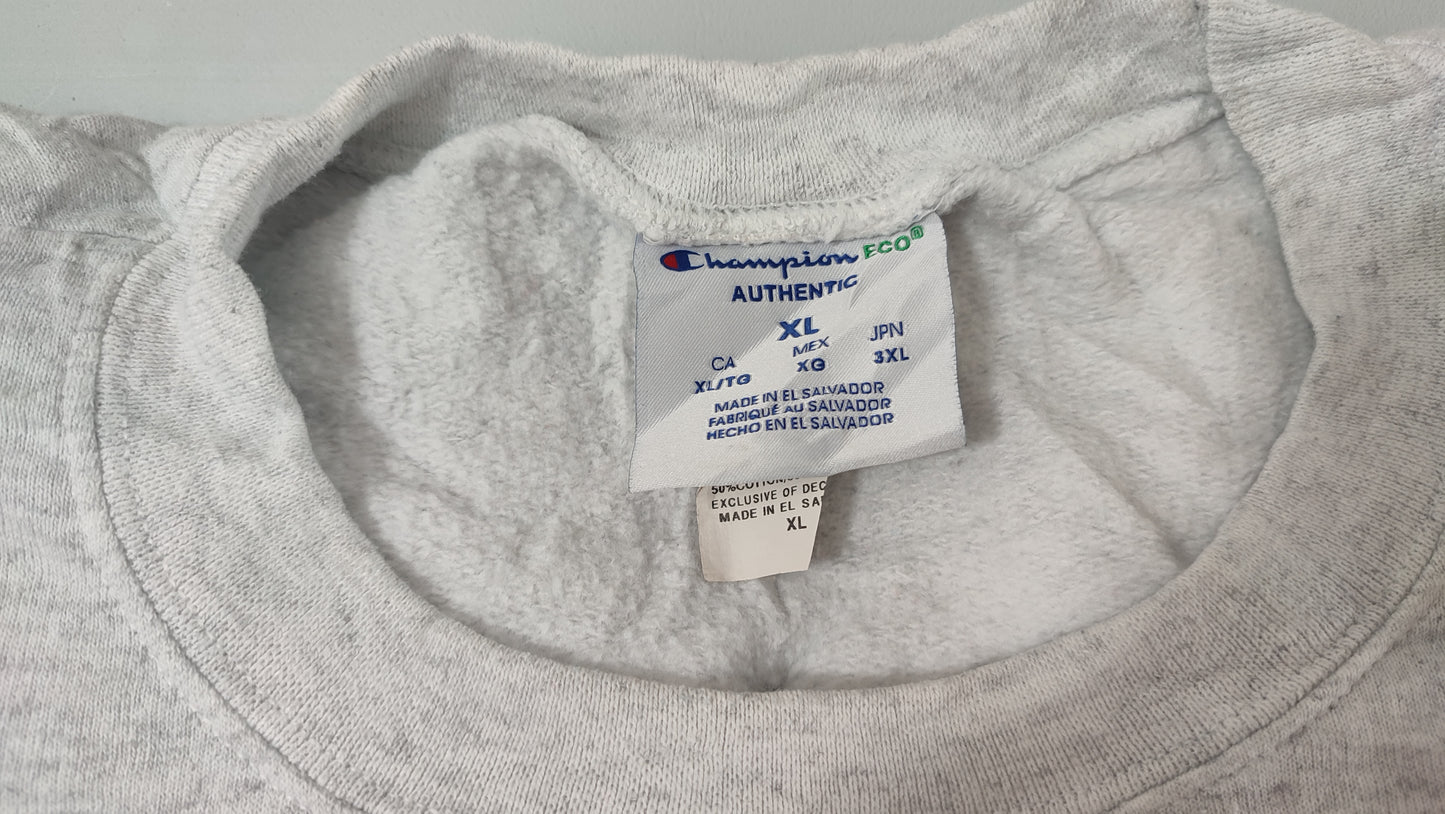 Champion ECO®
AUTHENTIC
XL
CA MEX JPN
XL/TG XG 3XL
MADE IN EL SALVADOR
FABRIQUÉ AU SALVADOR
HECHO EN EL SALVADOR
50%COTTON/
EXCLUSIVE OF DEC
MADE IN EL SA
XL